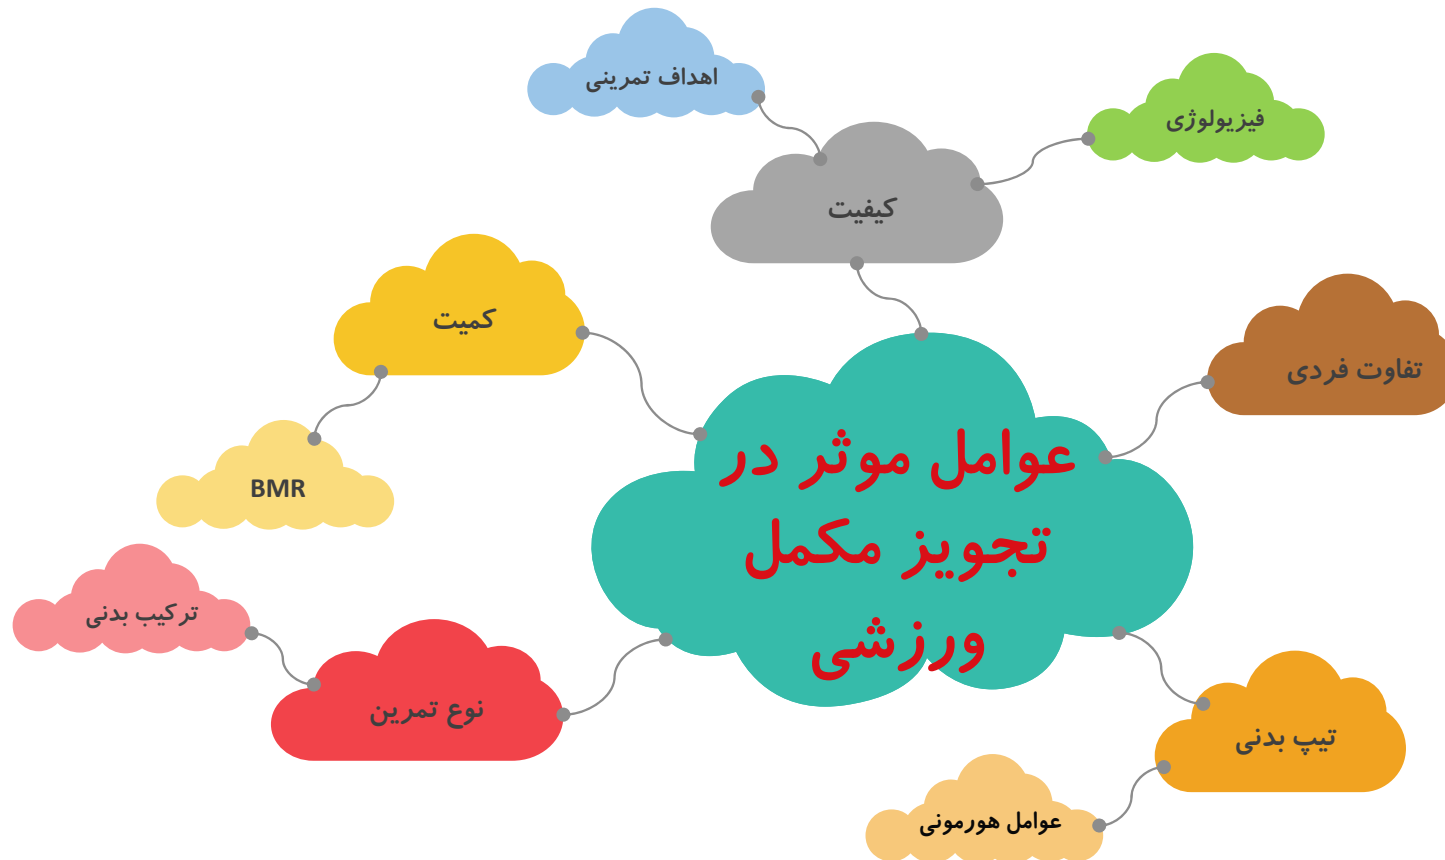 اهداف تمرینی
فیزیولوژی
کیفیت
کمیت
تفاوت فردی
BMR
عوامل موثر در
تجویز مکمل
ورزشی
ترکیب بدنی
نوع تمرین
تیپ بدنی
عوامل هورمونی